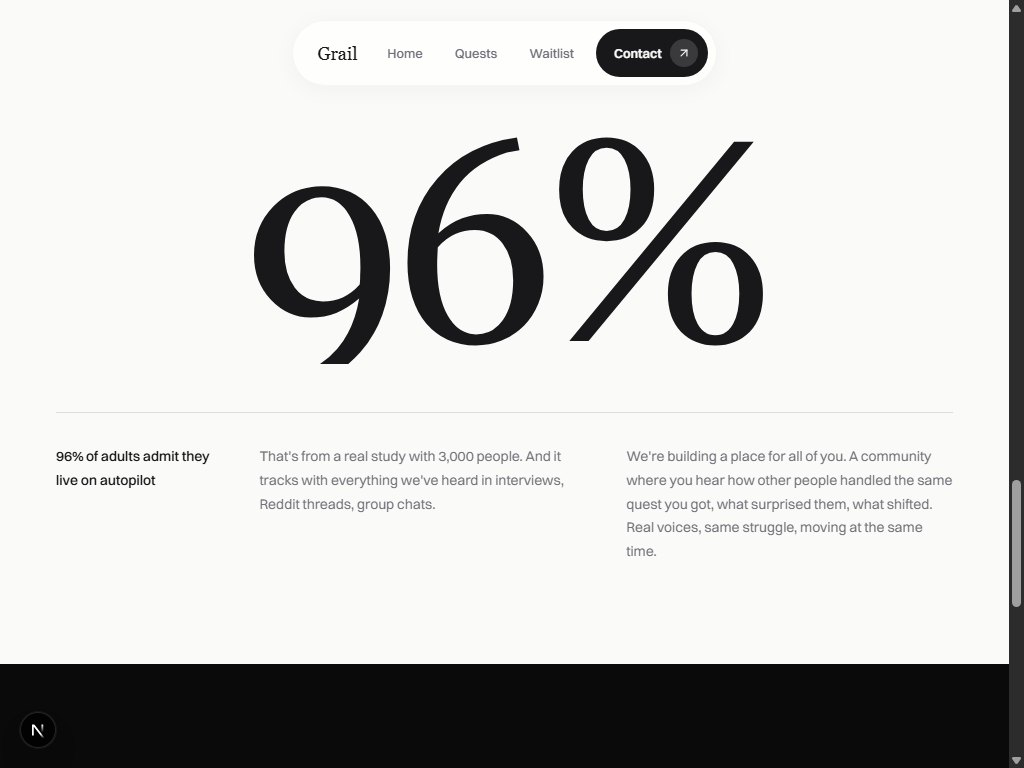 Grail Home Quests Waitlist Contact
96%
96% of adults admit they
live on autopilot
That's from a real study with 3,000 people. And it
tracks with everything we've heard in interviews,
Reddit threads, group chats.
We're building a place for all of you. A community
where you hear how other people handled the same
quest you got, what surprised them, what shifted.
Real voices, same struggle, moving at the same
time.
N